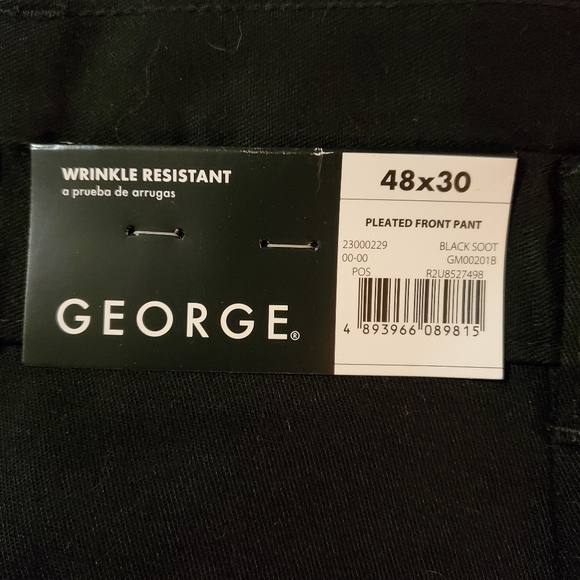 WRINKLE RESISTANT
a prueba de arrugas
GEORGE®
48x30
PLEATED FRONT PANT
23000229 BLACK SOOT
00-00 GM00201B
POS R2U8527498
4 893966 089815